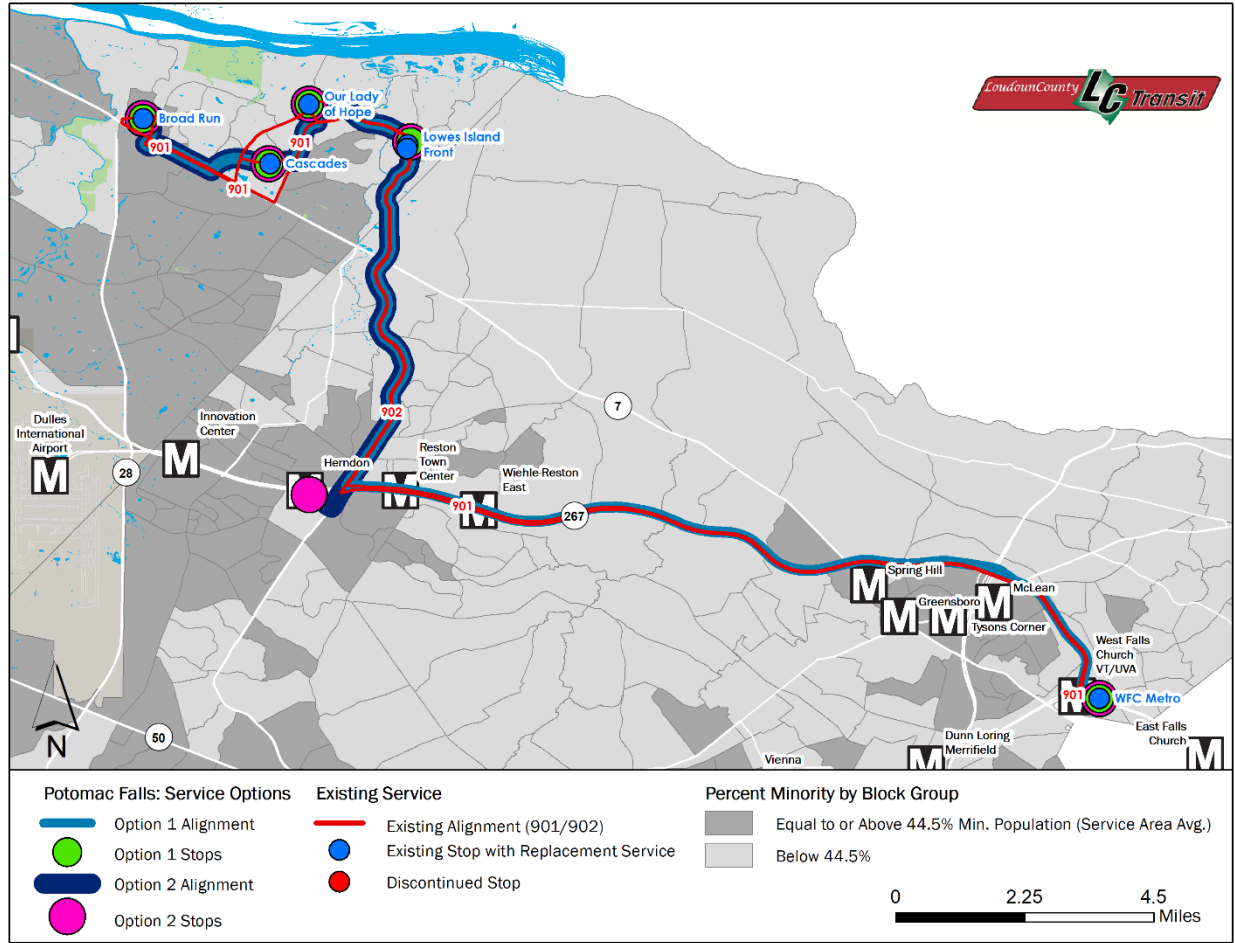 LoudounCounty LC Transit
Our Lady
of Hope
Broad Run
901
901
Lowes Island
Front
Cascades
901
902
7
Dulles
International
Airport
M
Innovation
Center
M
28
Herndon
Reston
Town
Center
M
Wiehle-Reston
East
M
901
267
Spring Hill
M
Greensboro
M
McLean
M
Tysons Corner
M
West Falls
Church
VT/UVA
901
WFC Metro
East Falls
Church
M
Dunn Loring
Merrifield
M
Vienna
50
N
Potomac Falls: Service Options
Option 1 Alignment
Option 1 Stops
Option 2 Alignment
Option 2 Stops
Existing Service
Existing Alignment (901/902)
Existing Stop with Replacement Service
Discontinued Stop
Percent Minority by Block Group
Equal to or Above 44.5% Min. Population (Service Area Avg.)
Below 44.5%
0 2.25 4.5
Miles